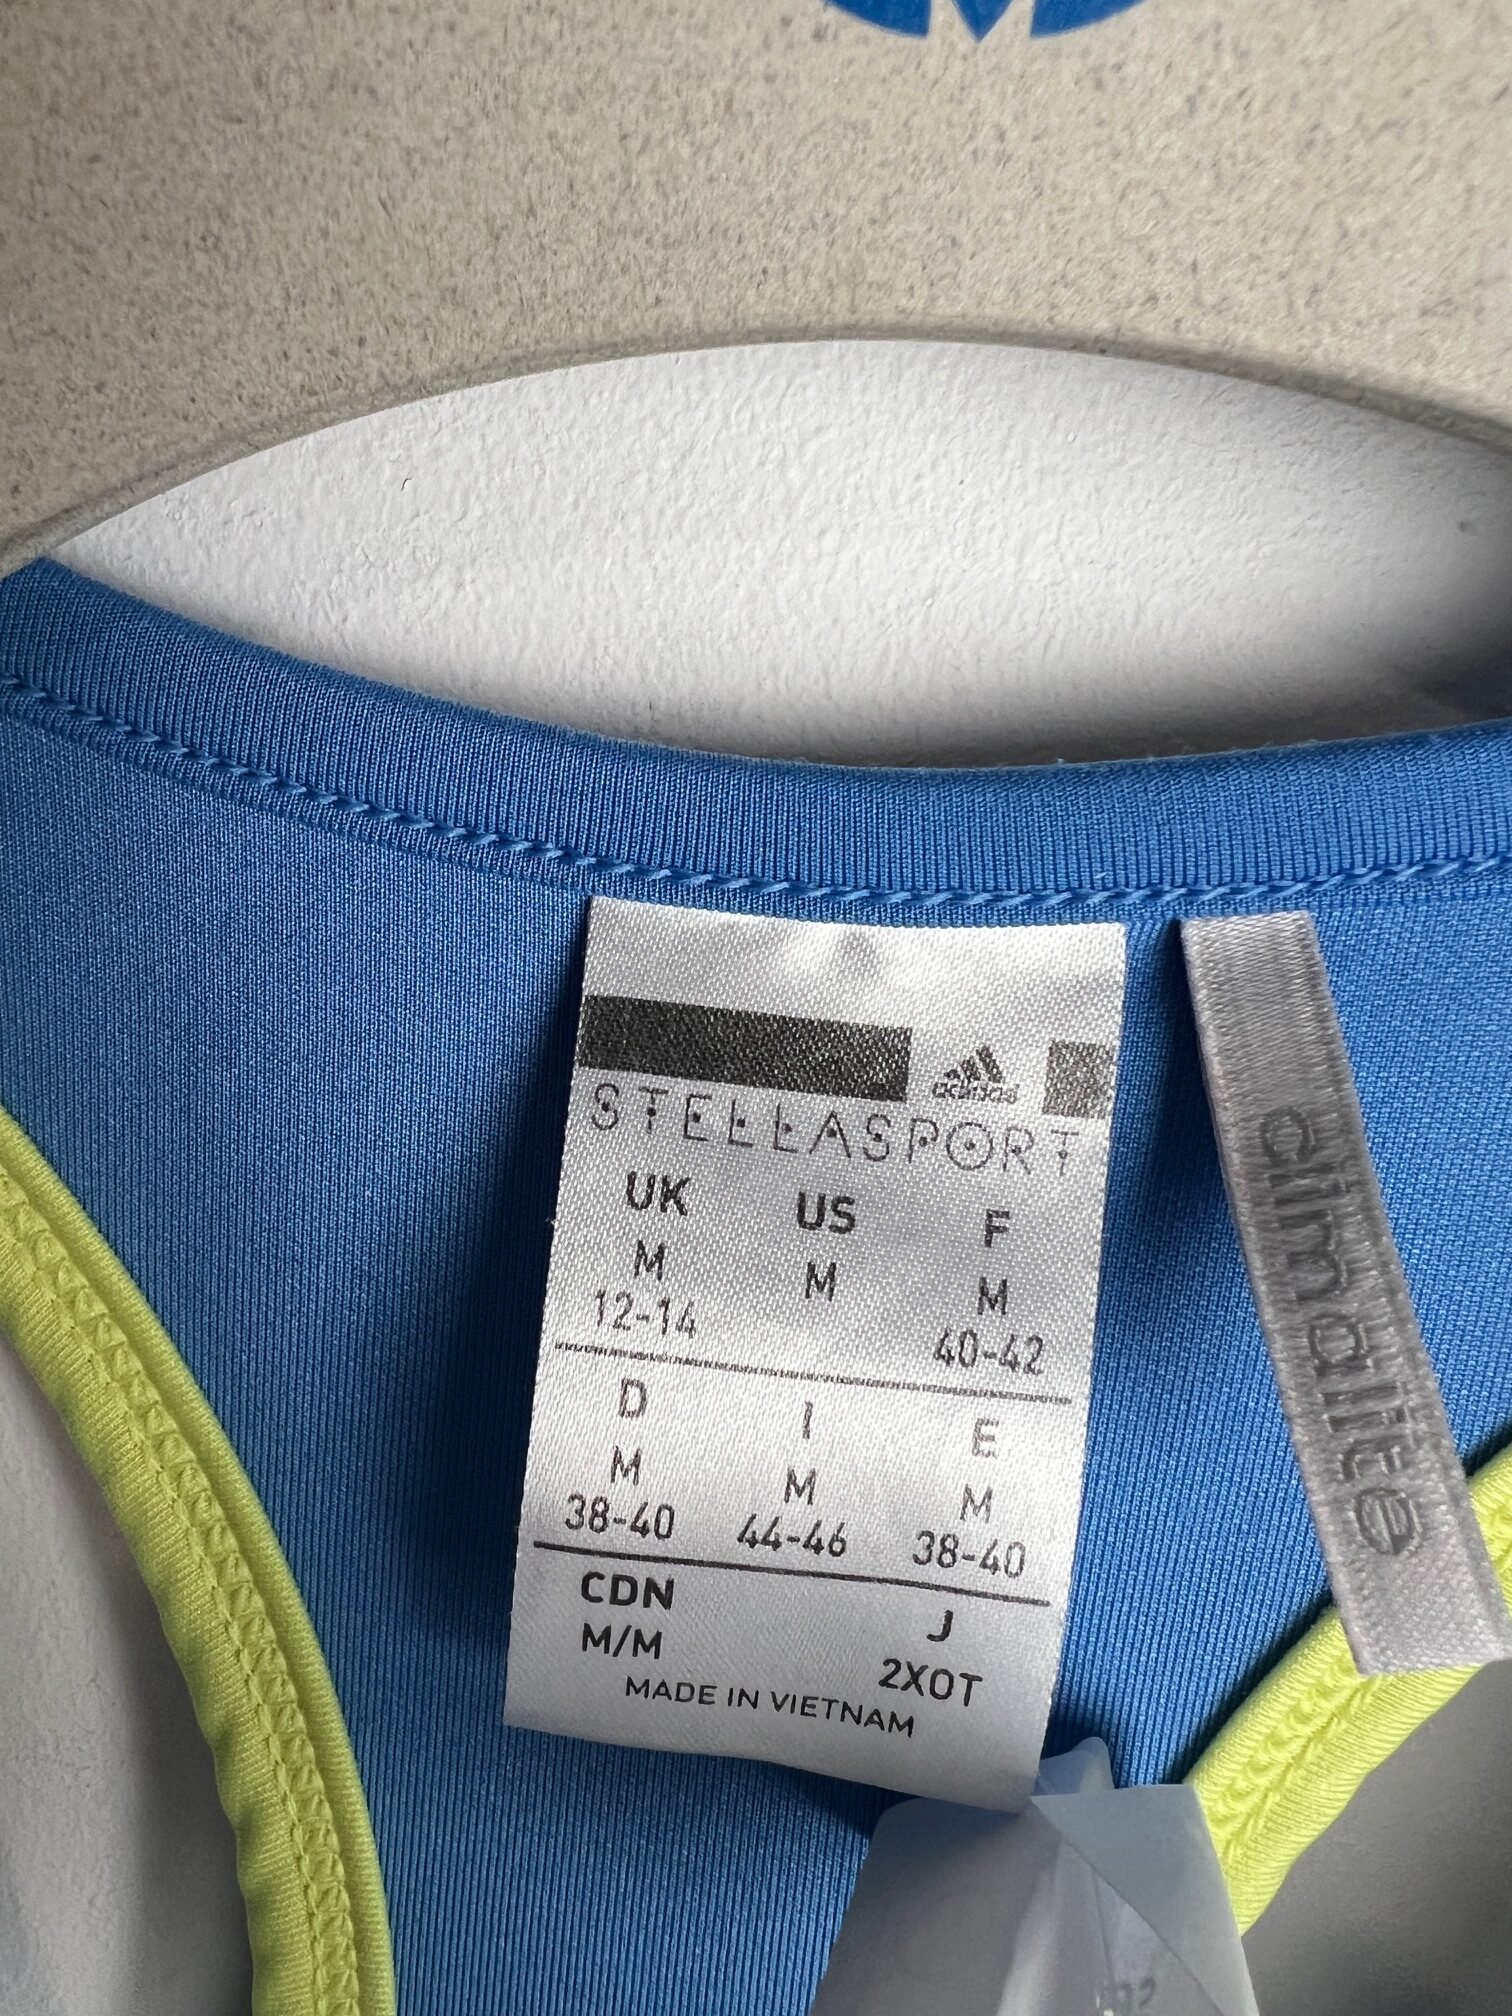 adidas
STELLASPORT
UK US F
M M M
12-14 40-42
D I E
M M M
38-40 44-46 38-40
CDN J
M/M 2XOT
MADE IN VIETNAM
climalite